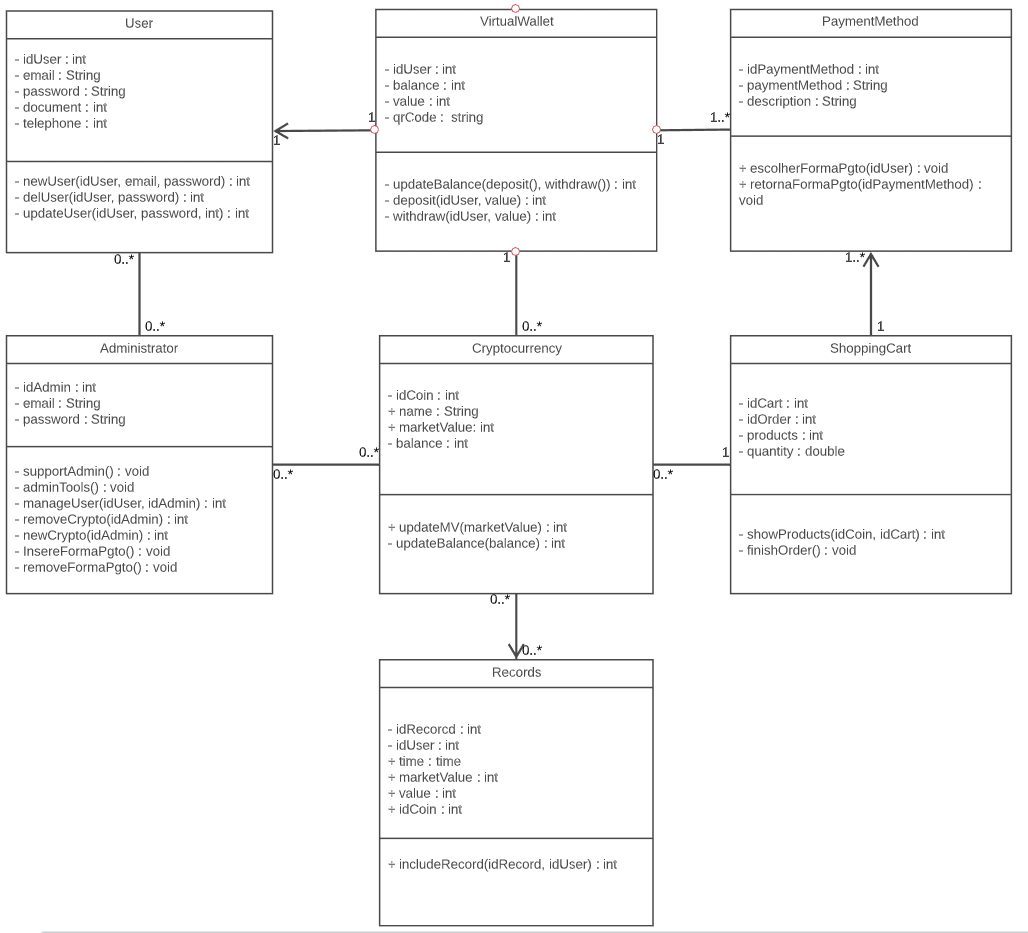 User
- idUser : int
- email : String
- password : String
- document : int
- telephone : int
- newUser(idUser, email, password) : int
- delUser(idUser, password) : int
- updateUser(idUser, password, int) : int
1
1
VirtualWallet
- idUser : int
- balance : int
- value : int
- qrCode : string
- updateBalance(deposit(), withdraw()) : int
- deposit(idUser, value) : int
- withdraw(idUser, value) : int
1..*
1
PaymentMethod
- idPaymentMethod : int
- paymentMethod : String
- description : String
+ escolherFormaPgto(idUser) : void
+ retornaFormaPgto(idPaymentMethod) :
void
0..*
0..*
1
0..*
1..*
1
Administrator
- idAdmin : int
- email : String
- password : String
- supportAdmin() : void
- adminTools() : void
- manageUser(idUser, idAdmin) : int
- removeCrypto(idAdmin) : int
- newCrypto(idAdmin) : int
- InsereFormaPgto() : void
- removeFormaPgto() : void
0..*
0..*
Cryptocurrency
- idCoin : int
+ name : String
+ marketValue: int
- balance : int
+ updateMV(marketValue) : int
- updateBalance(balance) : int
1
0..*
ShoppingCart
- idCart : int
- idOrder : int
- products : int
- quantity : double
- showProducts(idCoin, idCart) : int
- finishOrder() : void
0..*
0..*
Records
- idRecorcd : int
- idUser : int
+ time : time
+ marketValue : int
+ value : int
+ idCoin : int
+ includeRecord(idRecord, idUser) : int